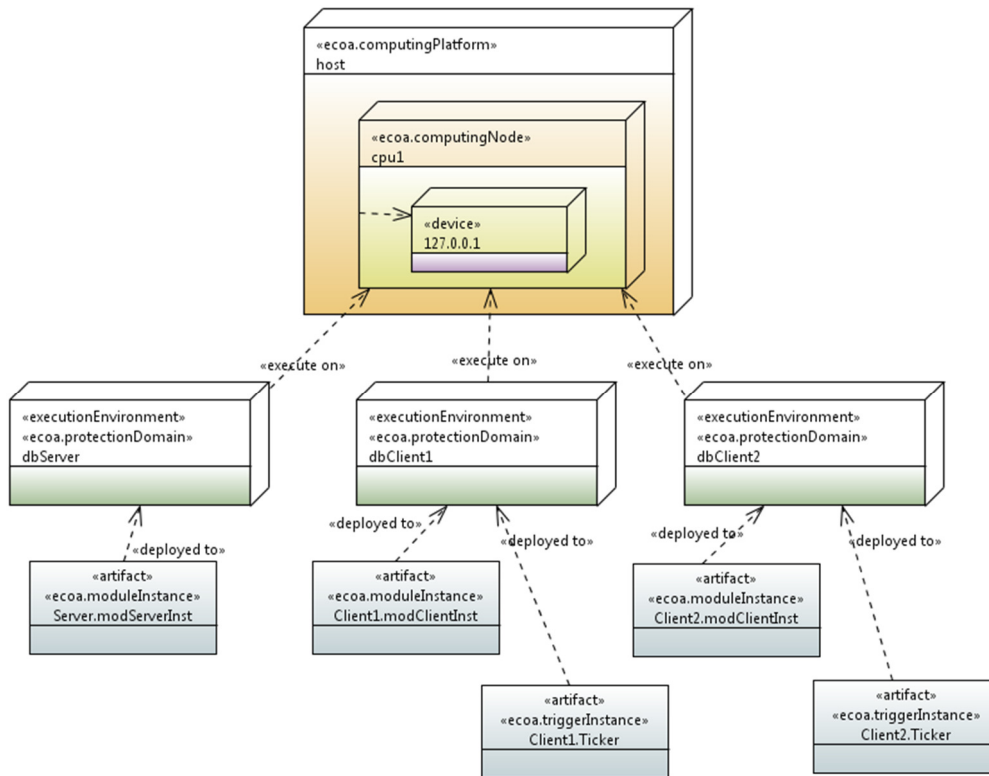 «ecoa.computingPlatform»
host
«ecoa.computingNode»
cpu1
«device»
127.0.0.1
«execute on»
«execute on»
«execute on»
«executionEnvironment»
«ecoa.protectionDomain»
dbServer
«executionEnvironment»
«ecoa.protectionDomain»
dbClient1
«executionEnvironment»
«ecoa.protectionDomain»
dbClient2
«deployed to»
«deployed to»
«deployed to»
«deployed to»
«deployed to»
«artifact»
«ecoa.moduleInstance»
Server.modServerInst
«artifact»
«ecoa.moduleInstance»
Client1.modClientInst
«artifact»
«ecoa.moduleInstance»
Client2.modClientInst
«artifact»
«ecoa.triggerInstance»
Client1.Ticker
«artifact»
«ecoa.triggerInstance»
Client2.Ticker